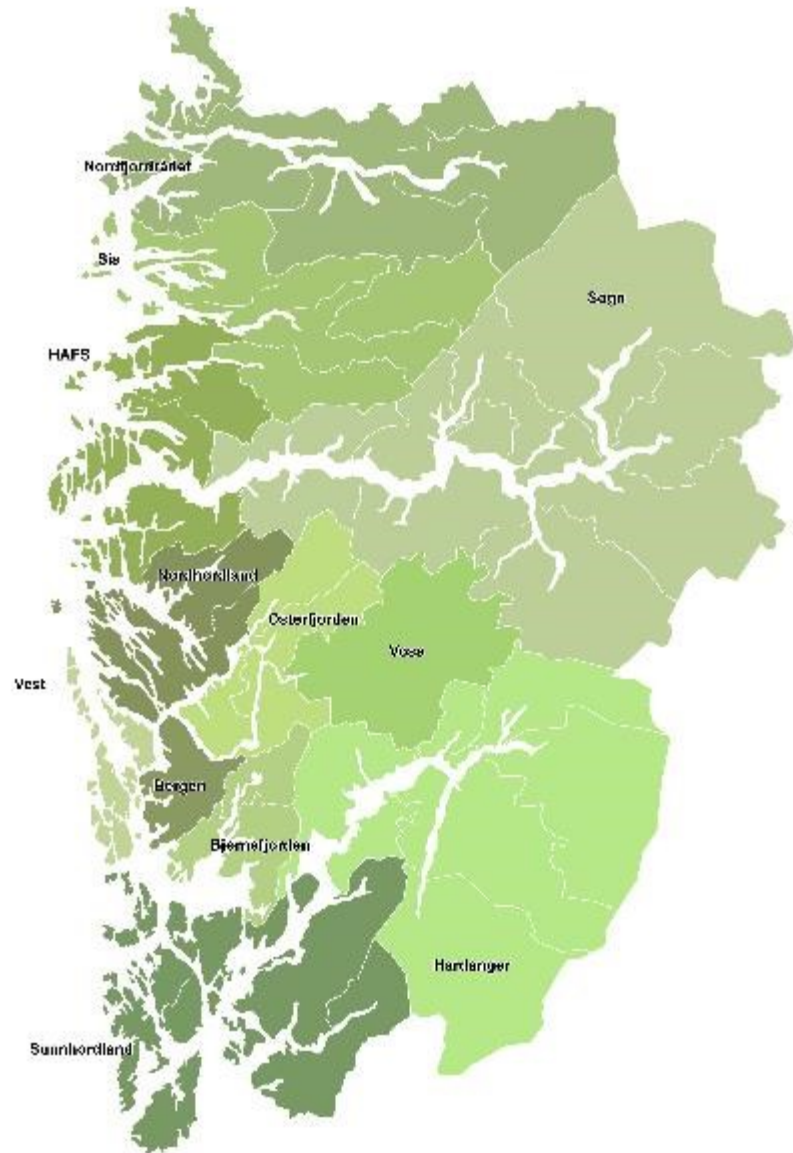 Nordfjordrådet
Sis
Sogn
HAFS
Nordhordland
Osterfjorden
Voss
Vest
Bergen
Bjørnefjorden
Hardanger
Sunnhordland